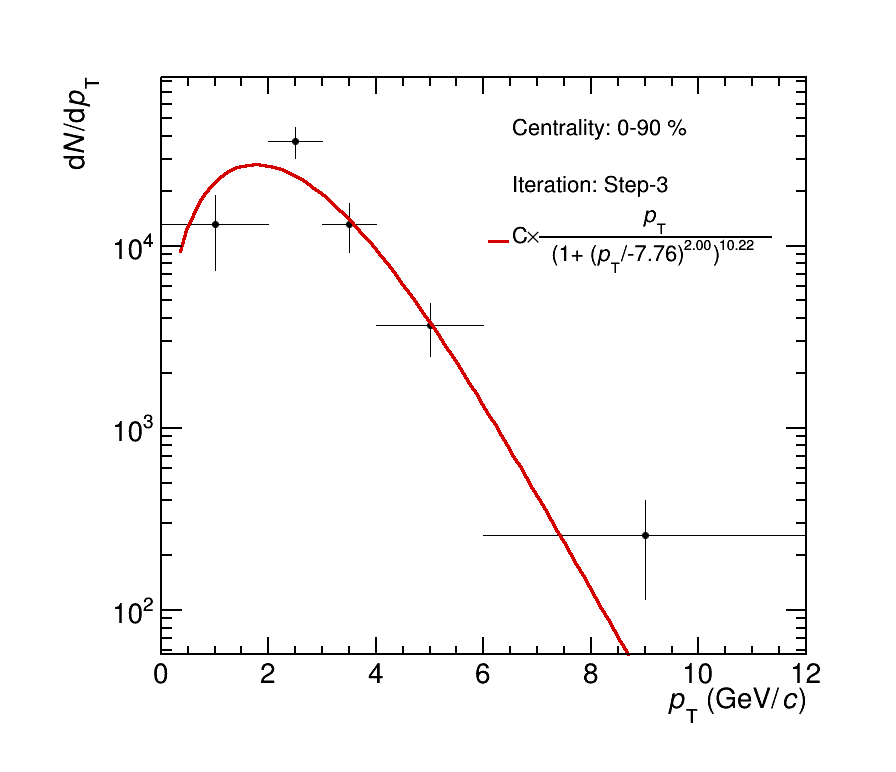 dN/dp_T
Centrality: 0-90 %
Iteration: Step-3
C× p_T
(1+ (p_T/-7.76)^2.00)^10.22
10^4
10^3
10^2
0 2 4 6 8 10 12
p_T (GeV/c)